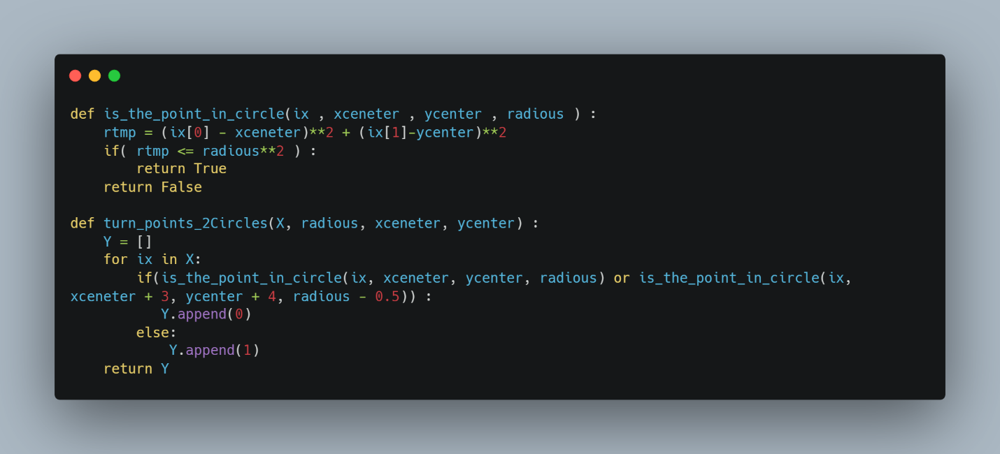 def is_the_point_in_circle(ix , xceneter , ycenter , radious ) :
    rtmp = (ix[0] - xceneter)**2 + (ix[1]-ycenter)**2
    if( rtmp <= radious**2 ) :
        return True
    return False

def turn_points_2Circles(X, radious, xceneter, ycenter) :
    Y = []
    for ix in X:
        if(is_the_point_in_circle(ix, xceneter, ycenter, radious) or is_the_point_in_circle(ix,
xceneter + 3, ycenter + 4, radious - 0.5)) :
           Y.append(0)
        else:
            Y.append(1)
    return Y